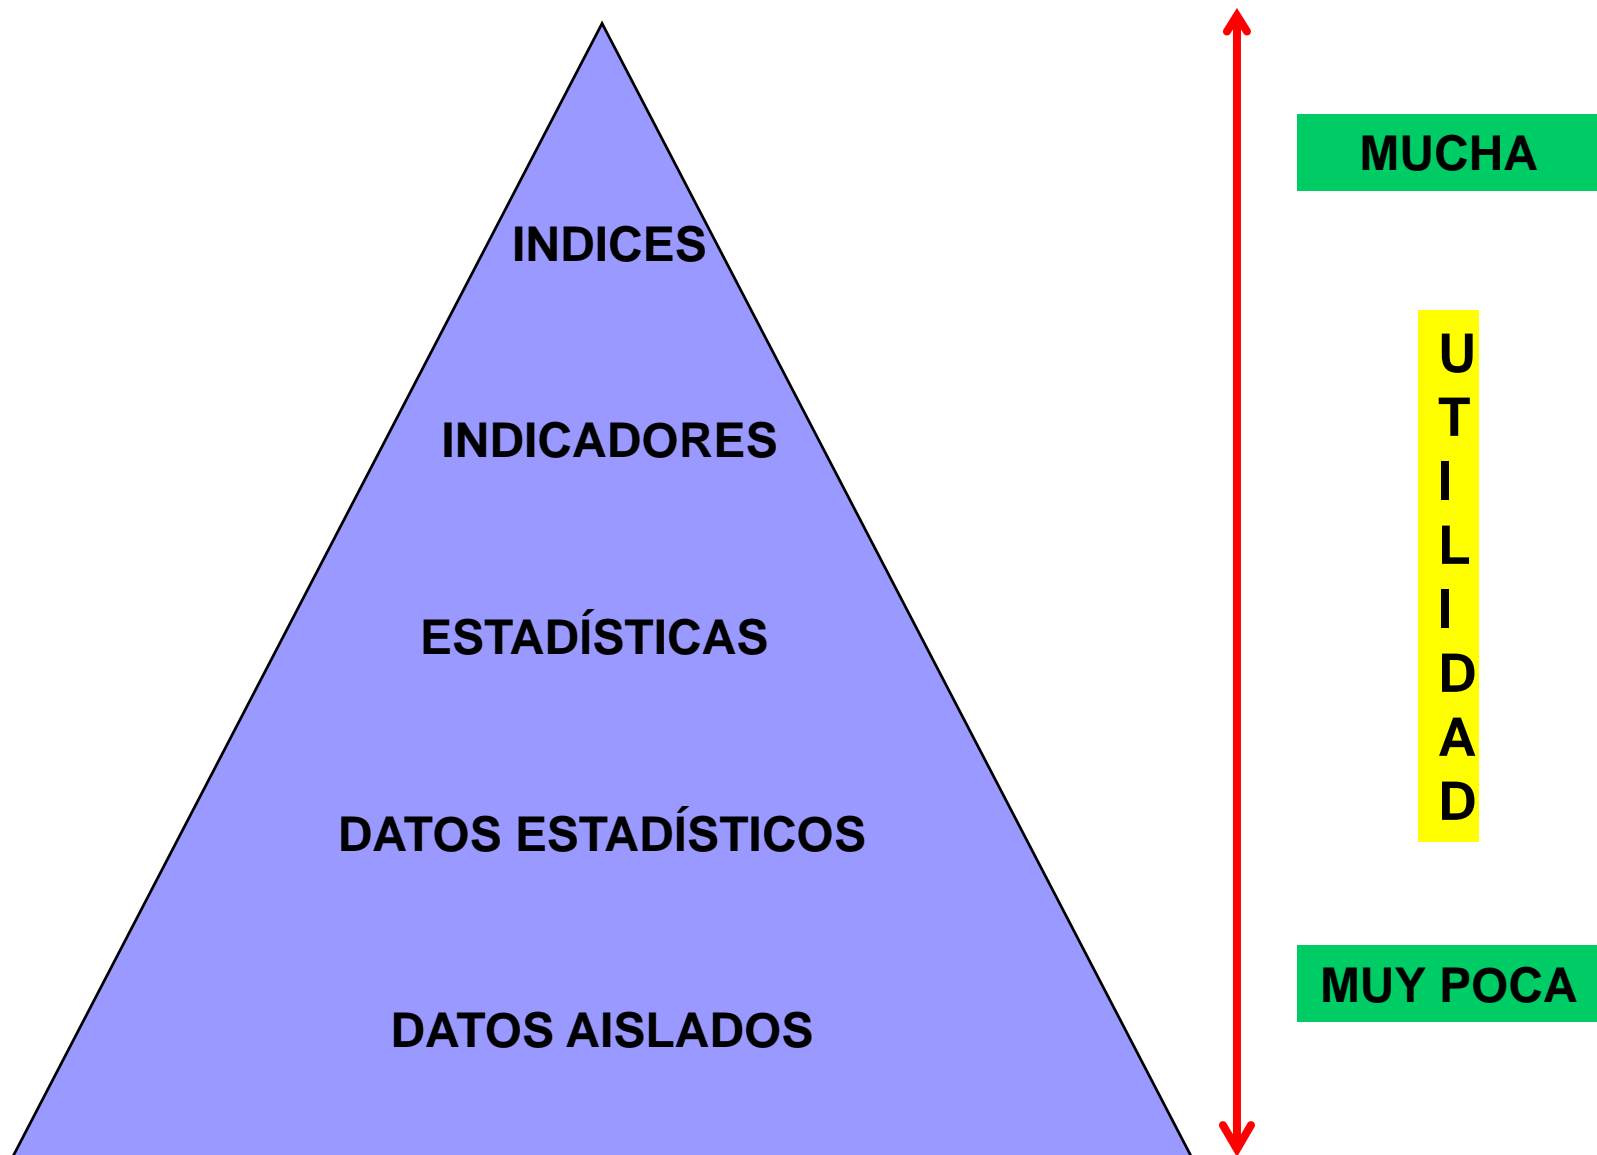 INDICES
INDICADORES
ESTADÍSTICAS
DATOS ESTADÍSTICOS
DATOS AISLADOS
MUCHA
U
T
I
L
I
D
A
D
MUY POCA